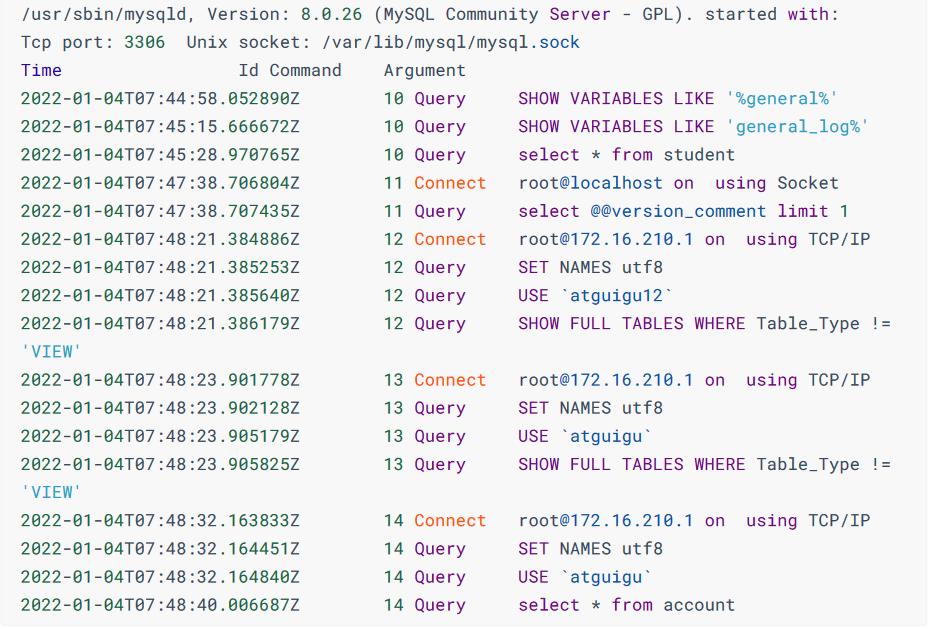 /usr/sbin/mysqld, Version: 8.0.26 (MySQL Community Server - GPL). started with:
Tcp port: 3306  Unix socket: /var/lib/mysql/mysql.sock
Time                 Id Command    Argument
2022-01-04T07:44:58.052890Z        10 Query     SHOW VARIABLES LIKE '%general%'
2022-01-04T07:45:15.666672Z        10 Query     SHOW VARIABLES LIKE 'general_log%'
2022-01-04T07:45:28.970765Z        10 Query     select * from student
2022-01-04T07:47:38.706804Z        11 Connect   root@localhost on  using Socket
2022-01-04T07:47:38.707435Z        11 Query     select @@version_comment limit 1
2022-01-04T07:48:21.384886Z        12 Connect   root@172.16.210.1 on  using TCP/IP
2022-01-04T07:48:21.385253Z        12 Query     SET NAMES utf8
2022-01-04T07:48:21.385640Z        12 Query     USE `atguigu12`
2022-01-04T07:48:21.386179Z        12 Query     SHOW FULL TABLES WHERE Table_Type !=
'VIEW'
2022-01-04T07:48:23.901778Z        13 Connect   root@172.16.210.1 on  using TCP/IP
2022-01-04T07:48:23.902128Z        13 Query     SET NAMES utf8
2022-01-04T07:48:23.905179Z        13 Query     USE `atguigu`
2022-01-04T07:48:23.905825Z        13 Query     SHOW FULL TABLES WHERE Table_Type !=
'VIEW'
2022-01-04T07:48:32.163833Z        14 Connect   root@172.16.210.1 on  using TCP/IP
2022-01-04T07:48:32.164451Z        14 Query     SET NAMES utf8
2022-01-04T07:48:32.164840Z        14 Query     USE `atguigu`
2022-01-04T07:48:40.006687Z        14 Query     select * from account